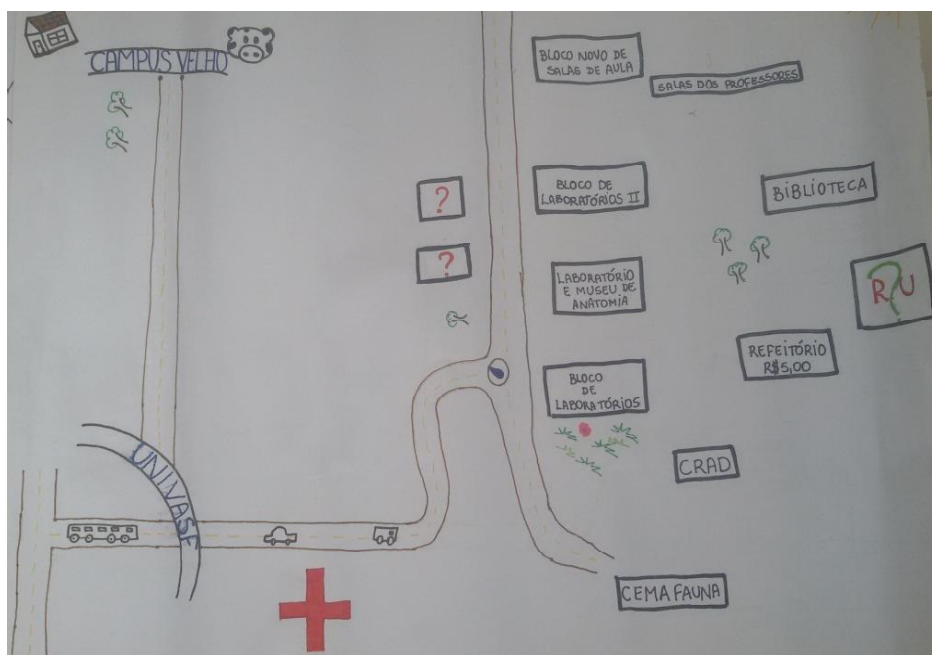 CAMPUS VELHO
BLOCO NOVO DE
SALAS DE AULA
SALAS DOS PROFESSORES
?
BLOCO DE
LABORATÓRIOS II
BIBLIOTECA
?
LABORATÓRIO
E MUSEU DE
ANATOMIA
R?U
REFEITÓRIO
R$5,00
BLOCO
DE
LABORATÓRIOS
UNIVASF
CRAD
CEMAFAUNA